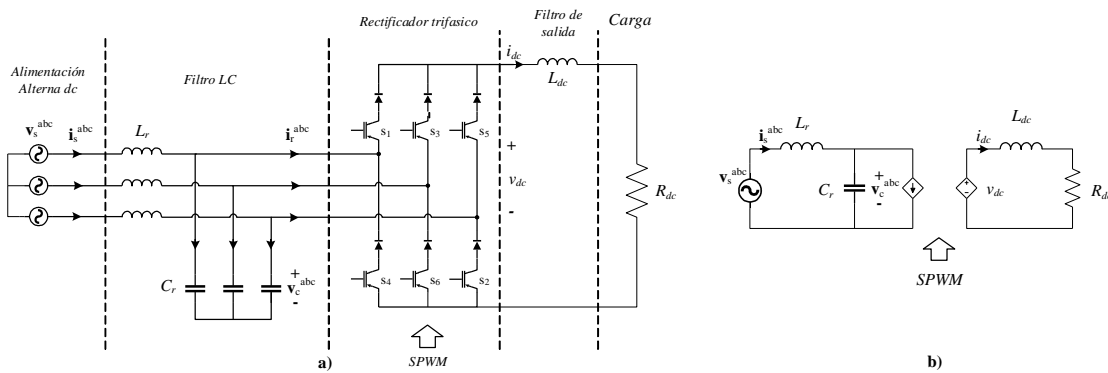 Alimentación
Alterna dc
Filtro LC
Rectificador trifasico
Filtro de
salida
Carga
v_s^abc
i_s^abc
L_r
i_r^abc
i_dc
L_dc
s_1
s_3
s_5
+
v_dc
-
R_dc
s_4
s_6
s_2
C_r
+
v_c^abc
-
SPWM
a)
i_s^abc
L_r
v_s^abc
C_r
+
v_c^abc
-
i_dc
L_dc
+
-
v_dc
R_d
SPWM
b)